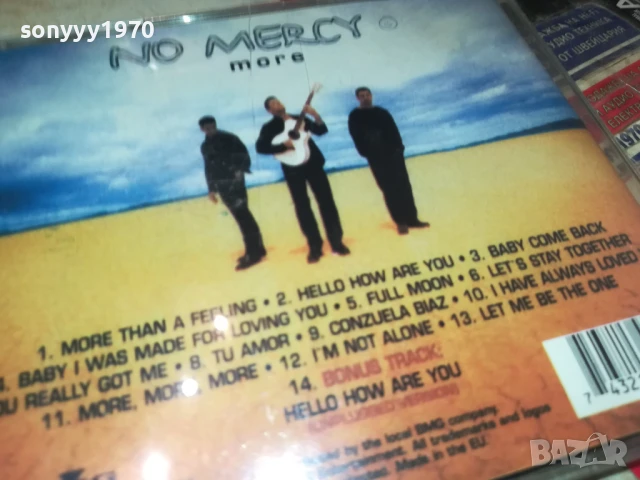 sonyyy1970
NO MERCY
more
1. MORE THAN A FEELING • 2. HELLO HOW ARE YOU • 3. BABY COME BACK
BABY I WAS MADE FOR LOVING YOU • 5. FULL MOON • 6. LET'S STAY TOGETHER
YOU REALLY GOT ME • 8. TU AMOR • 9. CONZUELA BIAZ • 10. I HAVE ALWAYS LOVED
11. MORE, MORE, MORE • 12. I'M NOT ALONE • 13. LET ME BE THE ONE
14. BONUS TRACK:
HELLO HOW ARE YOU
by the local BMG company.
All trademarks and logos
Made in the EU
ОТ ШВЕЙЦАРИЯ
BAZAR